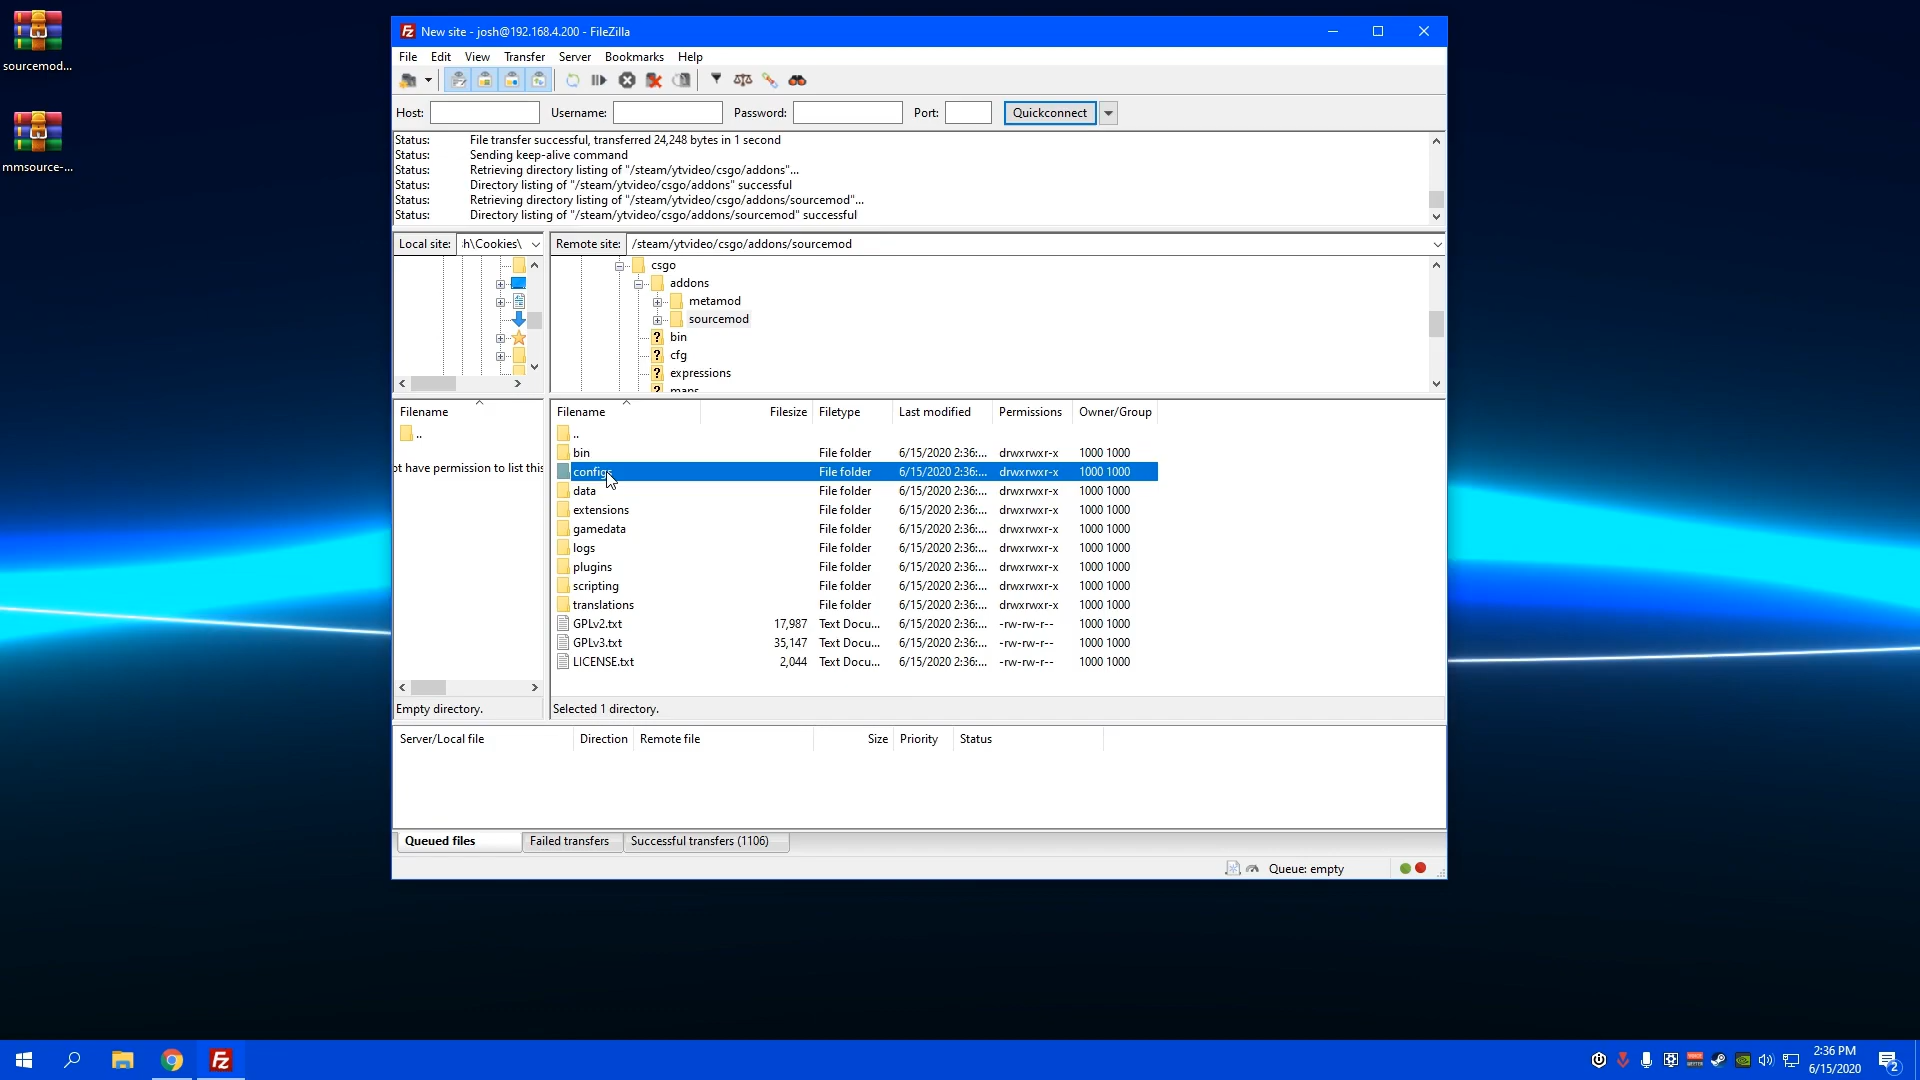 sourcemod...
mmsource-...
New site - josh@192.168.4.200 - FileZilla
File Edit View Transfer Server Bookmarks Help
Host: Username: Password: Port: Quickconnect
Status: File transfer successful, transferred 24,248 bytes in 1 second
Status: Sending keep-alive command
Status: Retrieving directory listing of "/steam/ytvideo/csgo/addons"...
Status: Directory listing of "/steam/ytvideo/csgo/addons" successful
Status: Retrieving directory listing of "/steam/ytvideo/csgo/addons/sourcemod"...
Status: Directory listing of "/steam/ytvideo/csgo/addons/sourcemod" successful
Local site: h\Cookies\
Remote site: /steam/ytvideo/csgo/addons/sourcemod
csgo
addons
metamod
sourcemod
bin
cfg
expressions
maps
Filename
..
ot have permission to list this
Empty directory.
Filename Filesize Filetype Last modified Permissions Owner/Group
..
bin File folder 6/15/2020 2:36:... drwxrwxr-x 1000 1000
configs File folder 6/15/2020 2:36:... drwxrwxr-x 1000 1000
data File folder 6/15/2020 2:36:... drwxrwxr-x 1000 1000
extensions File folder 6/15/2020 2:36:... drwxrwxr-x 1000 1000
gamedata File folder 6/15/2020 2:36:... drwxrwxr-x 1000 1000
logs File folder 6/15/2020 2:36:... drwxrwxr-x 1000 1000
plugins File folder 6/15/2020 2:36:... drwxrwxr-x 1000 1000
scripting File folder 6/15/2020 2:36:... drwxrwxr-x 1000 1000
translations File folder 6/15/2020 2:36:... drwxrwxr-x 1000 1000
GPLv2.txt 17,987 Text Docu... 6/15/2020 2:36:... -rw-rw-r-- 1000 1000
GPLv3.txt 35,147 Text Docu... 6/15/2020 2:36:... -rw-rw-r-- 1000 1000
LICENSE.txt 2,044 Text Docu... 6/15/2020 2:36:... -rw-rw-r-- 1000 1000
Selected 1 directory.
Server/Local file Direction Remote file Size Priority Status
Queued files Failed transfers Successful transfers (1106)
Queue: empty
2:36 PM
6/15/2020
2